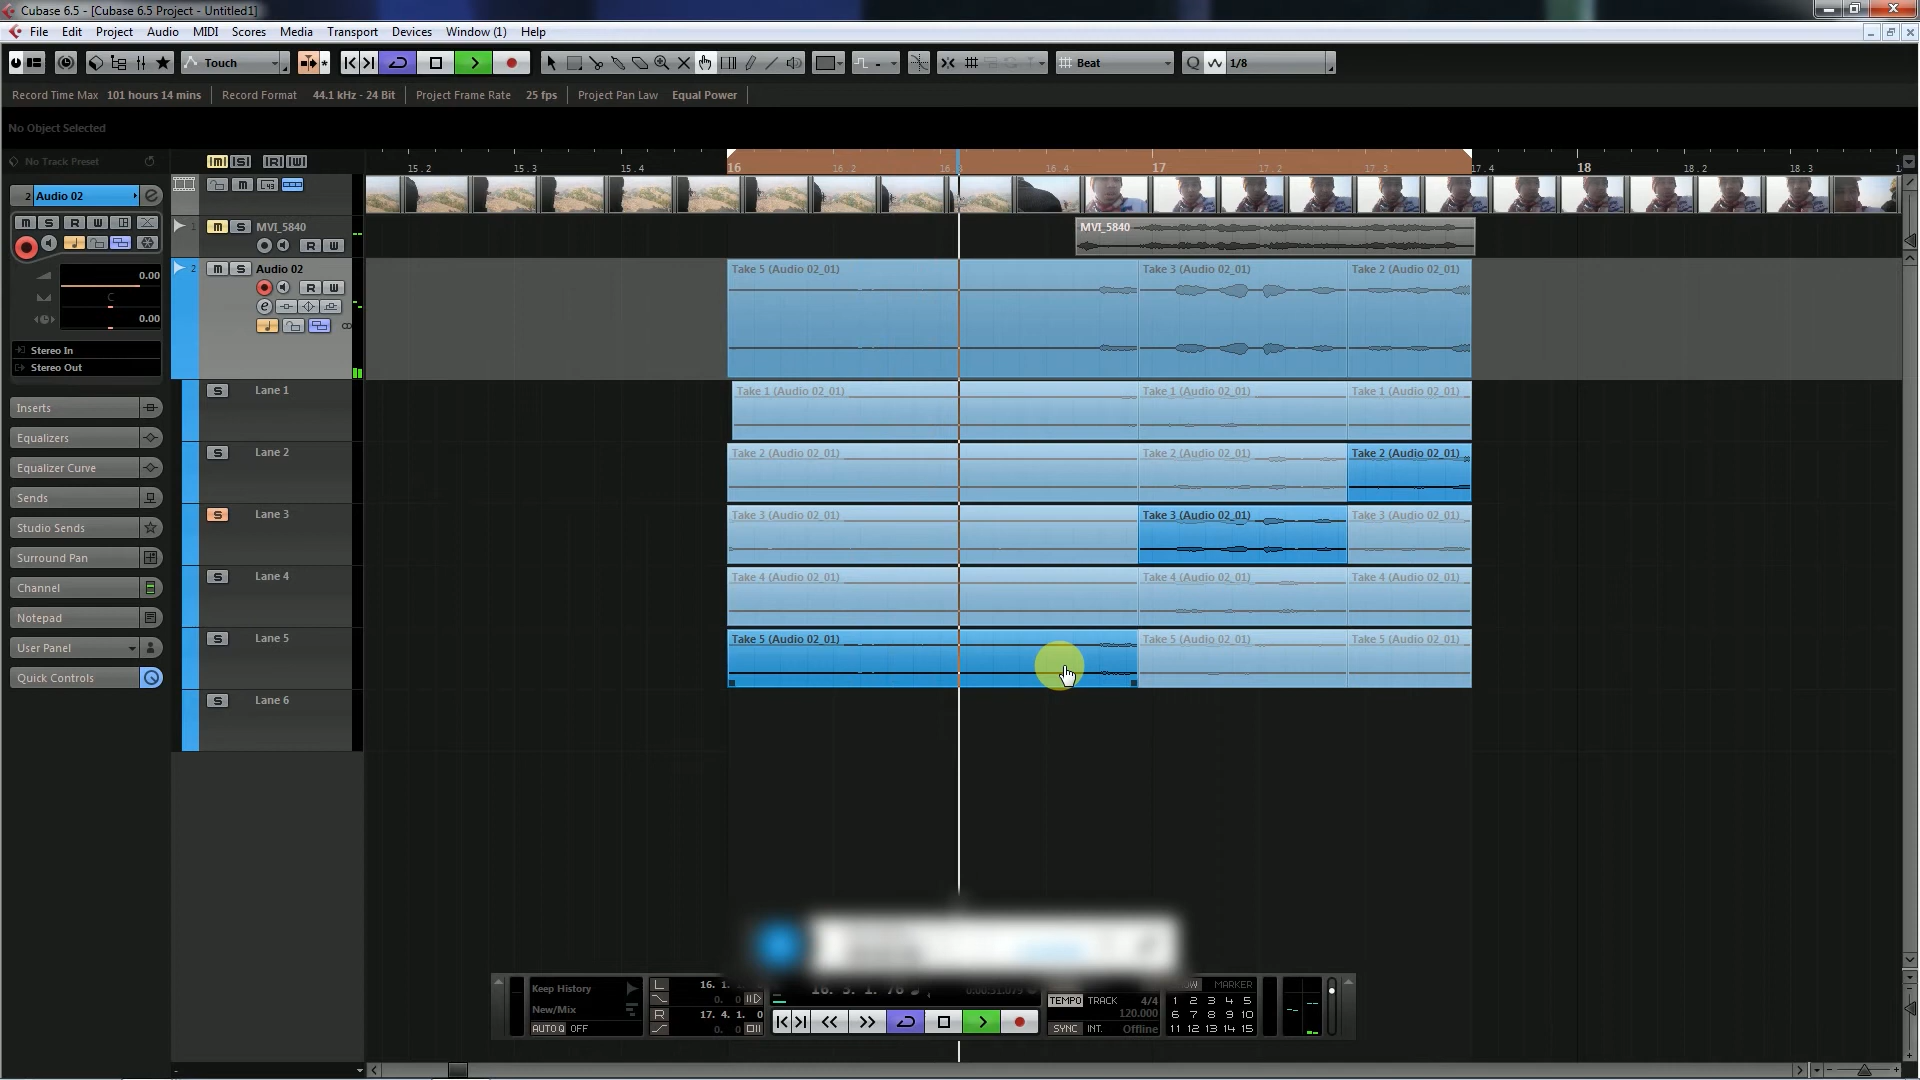 Cubase 6.5 - [Cubase 6.5 Project - Untitled1]
File Edit Project Audio MIDI Scores Media Transport Devices Window (1) Help
Touch Beat Q 1/8
Record Time Max 101 hours 14 mins Record Format 44.1 kHz - 24 Bit Project Frame Rate 25 fps Project Pan Law Equal Power
No Object Selected
No Track Preset M S R W
15.2 15.3 15.4 16 16.2 16.4 17 17.2 17.3 17.4 18 18.2 18.3
2 Audio 02
m
m S R W
1 m S MVI_5840
R W
MVI_5840
2 m S Audio 02
R W
e
0.00
C
0.00
Stereo In
Stereo Out
Take 5 (Audio 02_01) Take 3 (Audio 02_01) Take 2 (Audio 02_01)
S Lane 1 Take 1 (Audio 02_01) Take 1 (Audio 02_01) Take 1 (Audio 02_01)
S Lane 2 Take 2 (Audio 02_01) Take 2 (Audio 02_01) Take 2 (Audio 02_01)
S Lane 3 Take 3 (Audio 02_01) Take 3 (Audio 02_01) Take 3 (Audio 02_01)
S Lane 4 Take 4 (Audio 02_01) Take 4 (Audio 02_01) Take 4 (Audio 02_01)
S Lane 5 Take 5 (Audio 02_01) Take 5 (Audio 02_01) Take 5 (Audio 02_01)
S Lane 6
Inserts
Equalizers
Equalizer Curve
Sends
Studio Sends
Surround Pan
Channel
Notepad
User Panel
Quick Controls
Keep History
New/Mix
AUTO Q OFF
L 16. 1.
0. 0
R 17. 4. 1. 0
0. 0
TEMPO TRACK 4/4
120.000
SYNC INT. Offline
MARKER
1 2 3 4 5
6 7 8 9 10
11 12 13 14 15